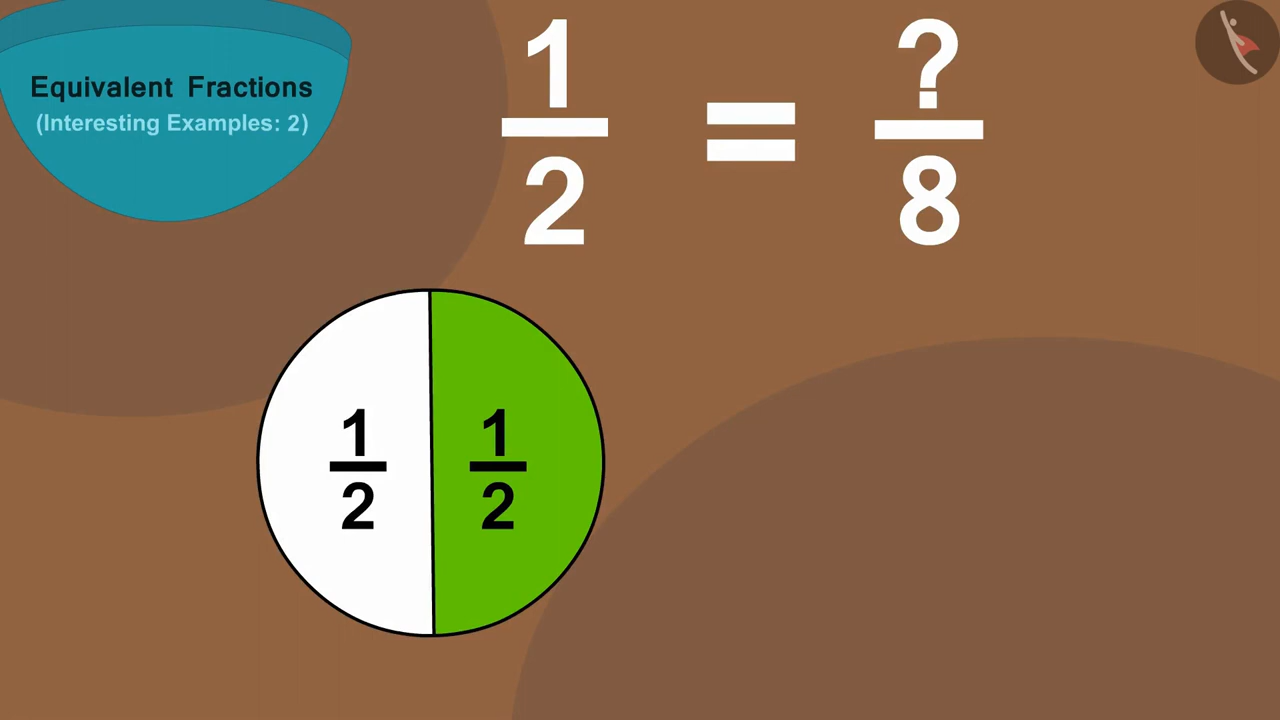 Equivalent Fractions
(Interesting Examples: 2)
1/2 = ?/8
1/2 1/2